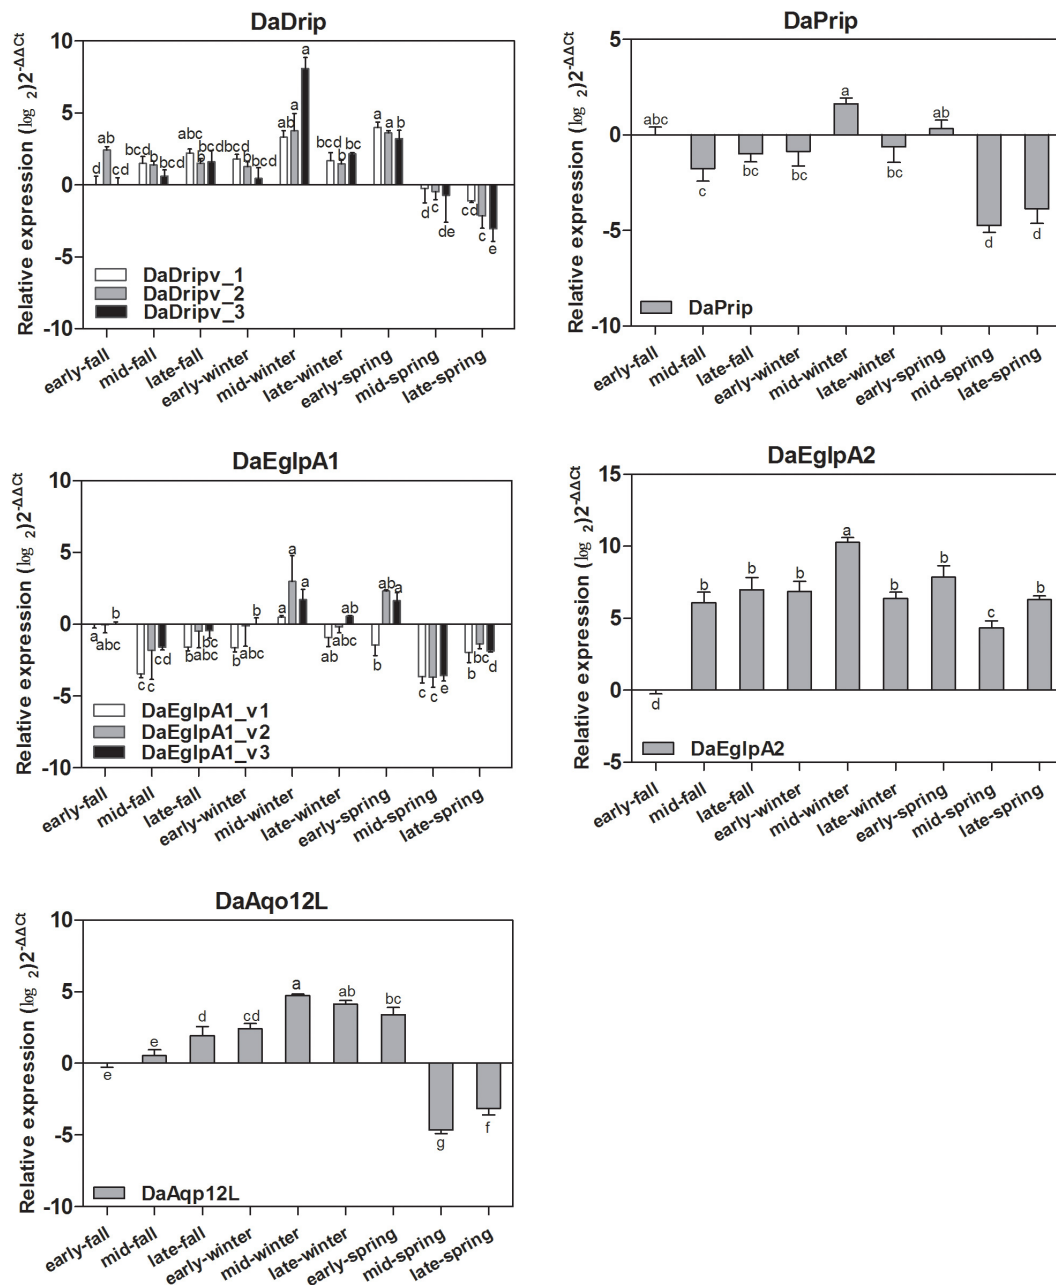 DaDrip
Relative expression (log ₂)2^-ΔΔCt
10
5
0
-5
-10
d ab cd
bcd b bcd
abc b cd
bcd b bcd
ab a a
bcd b bc
a a b
d c de
cd c e
DaDripv_1
DaDripv_2
DaDripv_3
early-fall
mid-fall
late-fall
early-winter
mid-winter
late-winter
early-spring
mid-spring
late-spring
DaPrip
Relative expression (log ₂)2^-ΔΔCt
5
0
-5
-10
abc
c
bc
bc
a
bc
ab
d
d
DaPrip
early-fall
mid-fall
late-fall
early-winter
mid-winter
late-winter
early-spring
mid-spring
late-spring
DaEglpA1
Relative expression (log ₂)2^-ΔΔCt
10
5
0
-5
-10
a abc b
c c cd
b abc bc
b abc b
a a a
ab abc ab
b ab a
c c e
b bc d
DaEglpA1_v1
DaEglpA1_v2
DaEglpA1_v3
early-fall
mid-fall
late-fall
early-winter
mid-winter
late-winter
early-spring
mid-spring
late-spring
DaEglpA2
Relative expression (log ₂)2^-ΔΔCt
15
10
5
0
-5
d
b
b
b
a
b
b
c
b
DaEglpA2
early-fall
mid-fall
late-fall
early-winter
mid-winter
late-winter
early-spring
mid-spring
late-spring
DaAqo12L
Relative expression (log ₂)2^-ΔΔCt
10
5
0
-5
-10
e
e
d
cd
a
ab
bc
g
f
DaAqp12L
early-fall
mid-fall
late-fall
early-winter
mid-winter
late-winter
early-spring
mid-spring
late-spring